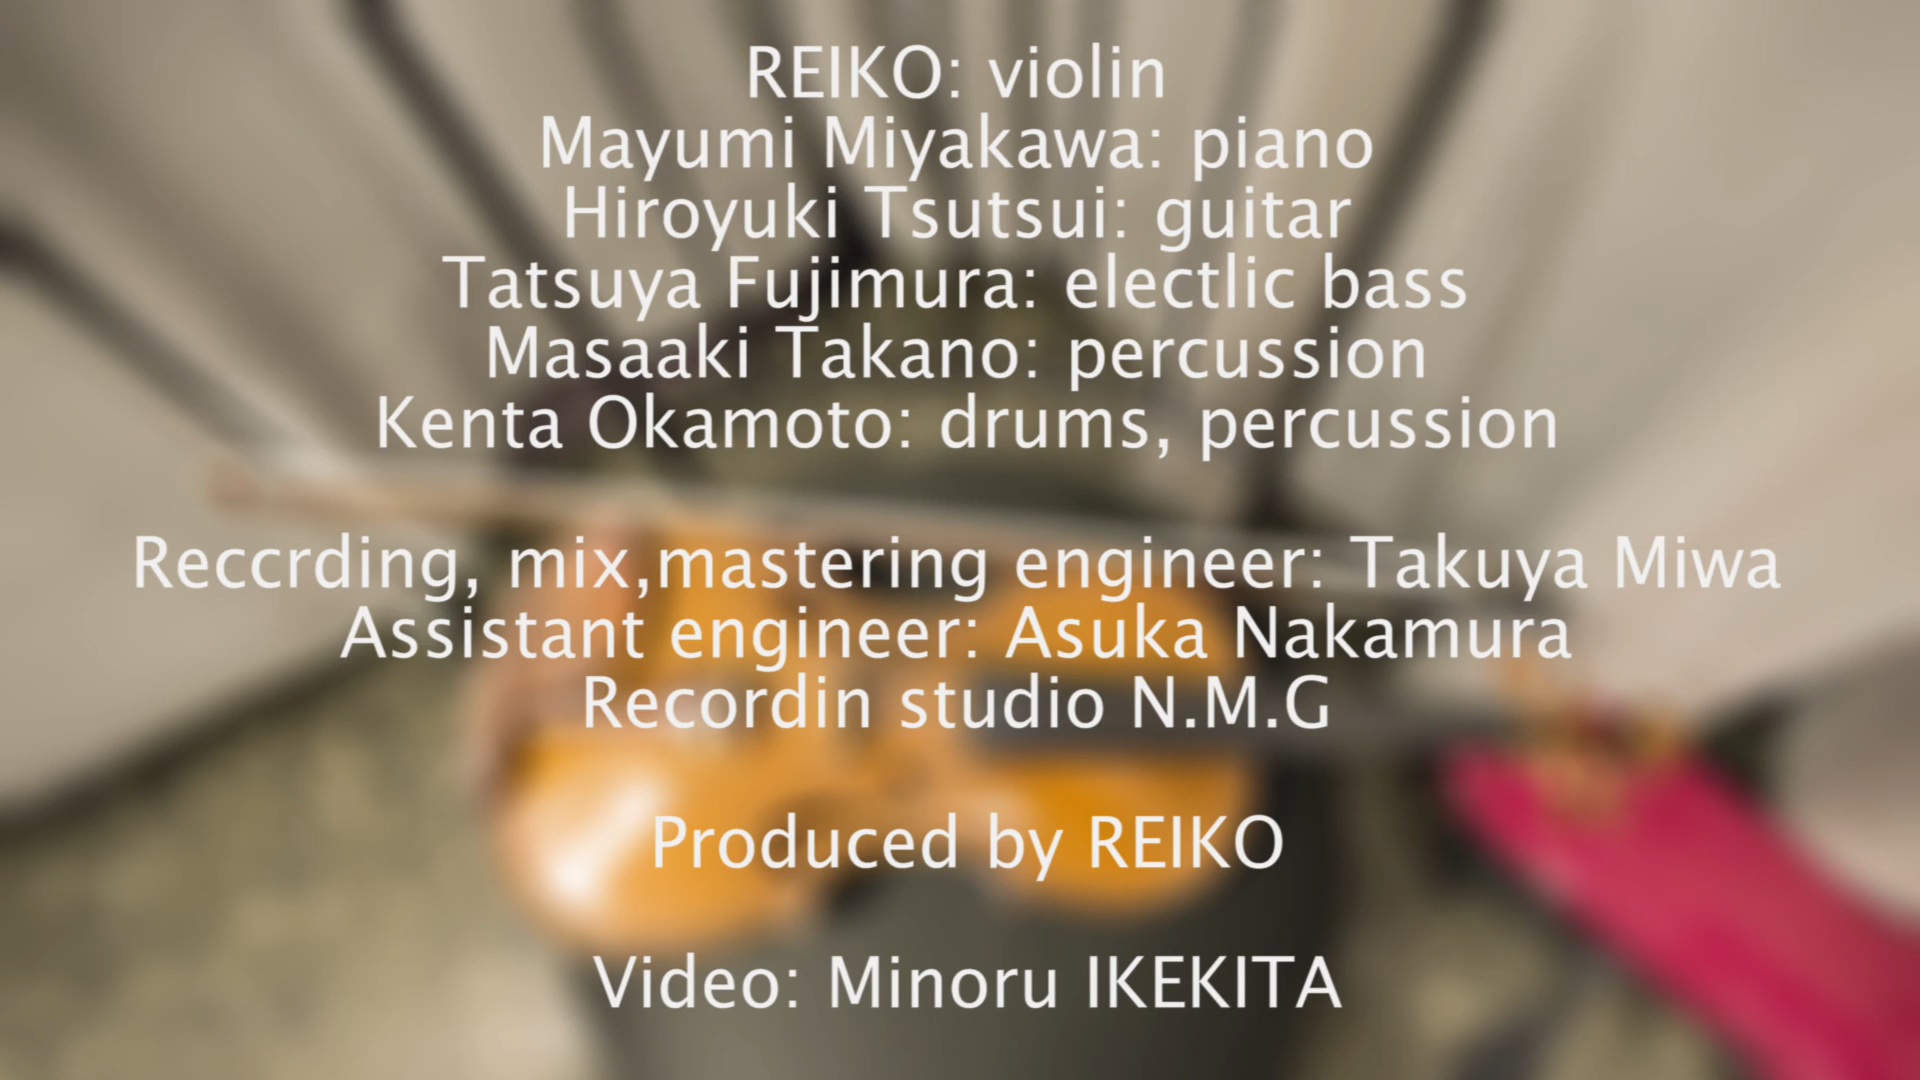 REIKO: violin
Mayumi Miyakawa: piano
Hiroyuki Tsutsui: guitar
Tatsuya Fujimura: electlic bass
Masaaki Takano: percussion
Kenta Okamoto: drums, percussion
Reccrding, mix,mastering engineer: Takuya Miwa
Assistant engineer: Asuka Nakamura
Recordin studio N.M.G
Produced by REIKO
Video: Minoru IKEKITA